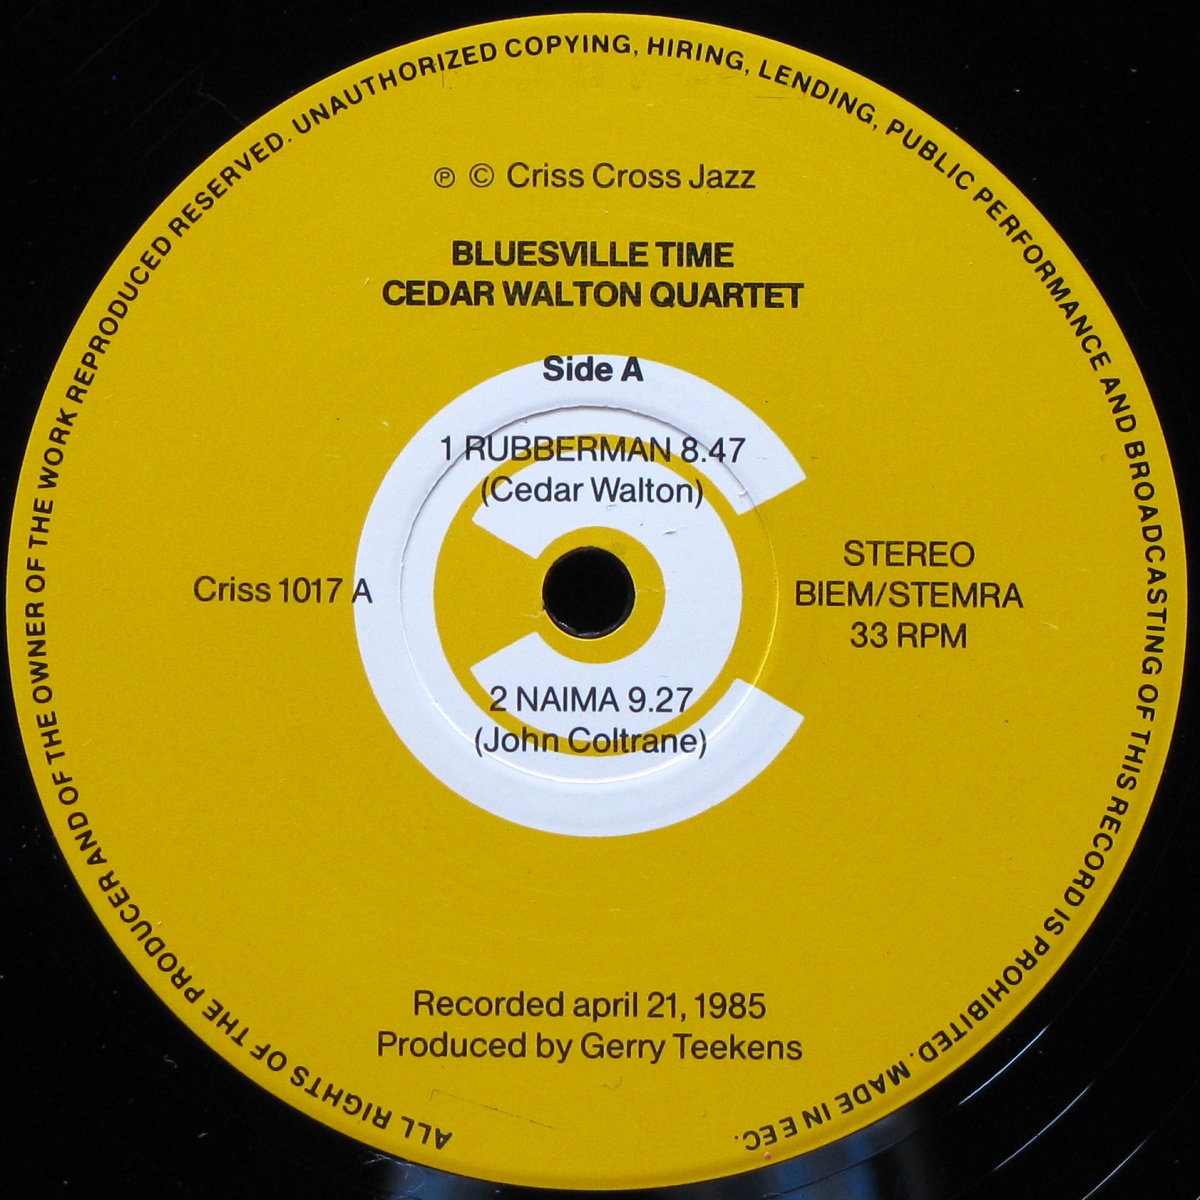 ALL RIGHTS OF THE PRODUCER AND OF THE OWNER OF THE WORK REPRODUCED RESERVED. UNAUTHORIZED COPYING, HIRING, LENDING, PUBLIC PERFORMANCE AND BROADCASTING OF THIS RECORD IS PROHIBITED. MADE IN EEC.
℗ © Criss Cross Jazz
BLUESVILLE TIME
CEDAR WALTON QUARTET
Side A
1 RUBBERMAN 8.47
(Cedar Walton)
Criss 1017 A
STEREO
BIEM/STEMRA
33 RPM
2 NAIMA 9.27
(John Coltrane)
Recorded april 21, 1985
Produced by Gerry Teekens